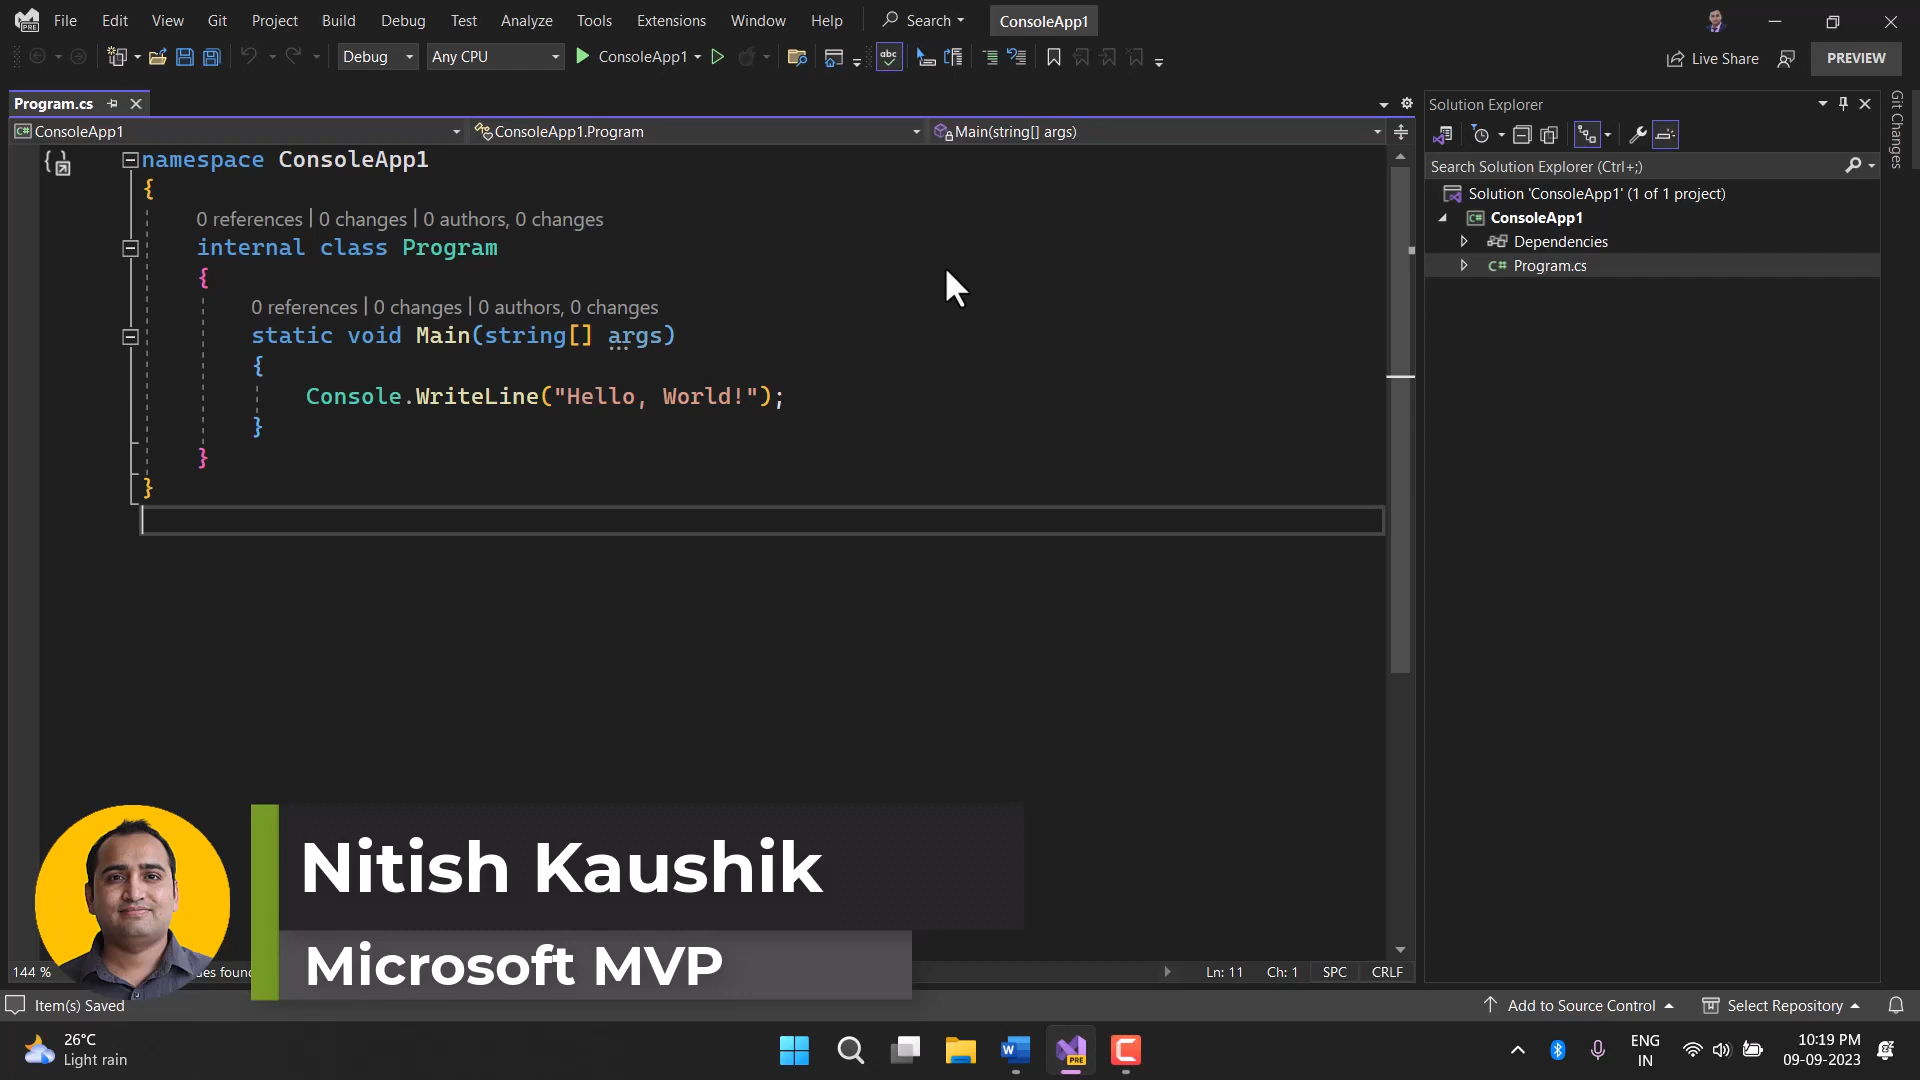 File Edit View Git Project Build Debug Test Analyze Tools Extensions Window Help Search ConsoleApp1
Debug Any CPU ConsoleApp1 abc Live Share PREVIEW
Program.cs
ConsoleApp1 ConsoleApp1.Program Main(string[] args)
namespace ConsoleApp1
{
0 references | 0 changes | 0 authors, 0 changes
internal class Program
{
0 references | 0 changes | 0 authors, 0 changes
static void Main(string[] args)
{
Console.WriteLine("Hello, World!");
}
}
}
Solution Explorer
Search Solution Explorer (Ctrl+;)
Solution 'ConsoleApp1' (1 of 1 project)
C# ConsoleApp1
Dependencies
C# Program.cs
Git Changes
Nitish Kaushik
Microsoft MVP
144 % es found Ln: 11 Ch: 1 SPC CRLF
Item(s) Saved Add to Source Control Select Repository
26°C
Light rain
ENG
IN
10:19 PM
09-09-2023